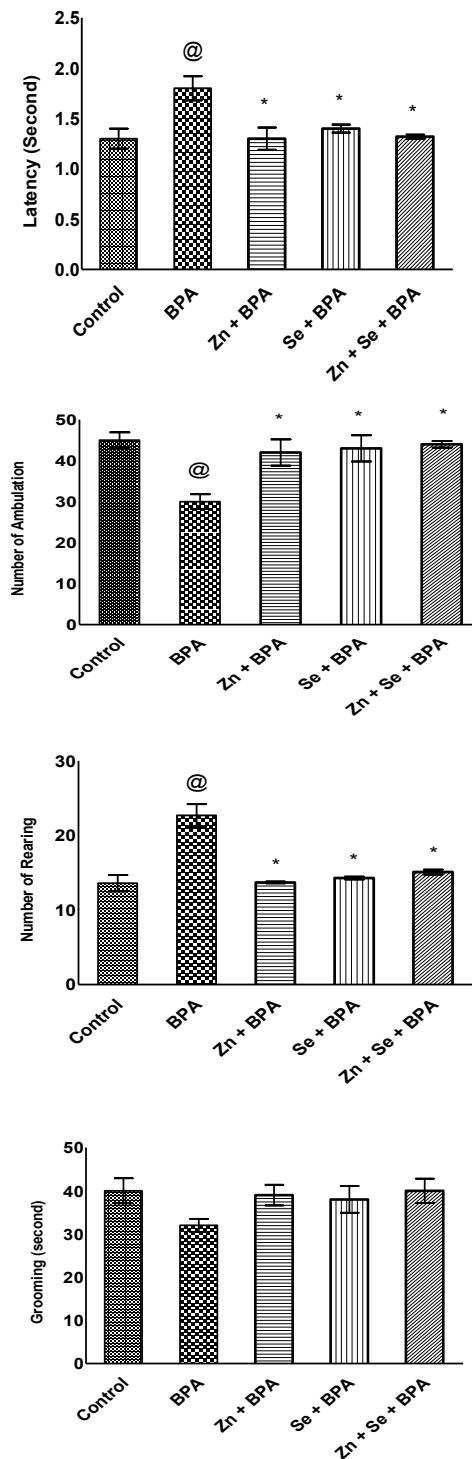 Latency (Second)
2.5
2.0
1.5
1.0
0.5
0.0
@
*
*
*
Control
BPA
Zn + BPA
Se + BPA
Zn + Se + BPA
Number of Ambulation
50
40
30
20
10
0
@
*
*
*
Control
BPA
Zn + BPA
Se + BPA
Zn + Se + BPA
Number of Rearing
30
20
10
0
@
*
*
*
Control
BPA
Zn + BPA
Se + BPA
Zn + Se + BPA
Grooming (second)
50
40
30
20
10
0
Control
BPA
Zn + BPA
Se + BPA
Zn + Se + BPA